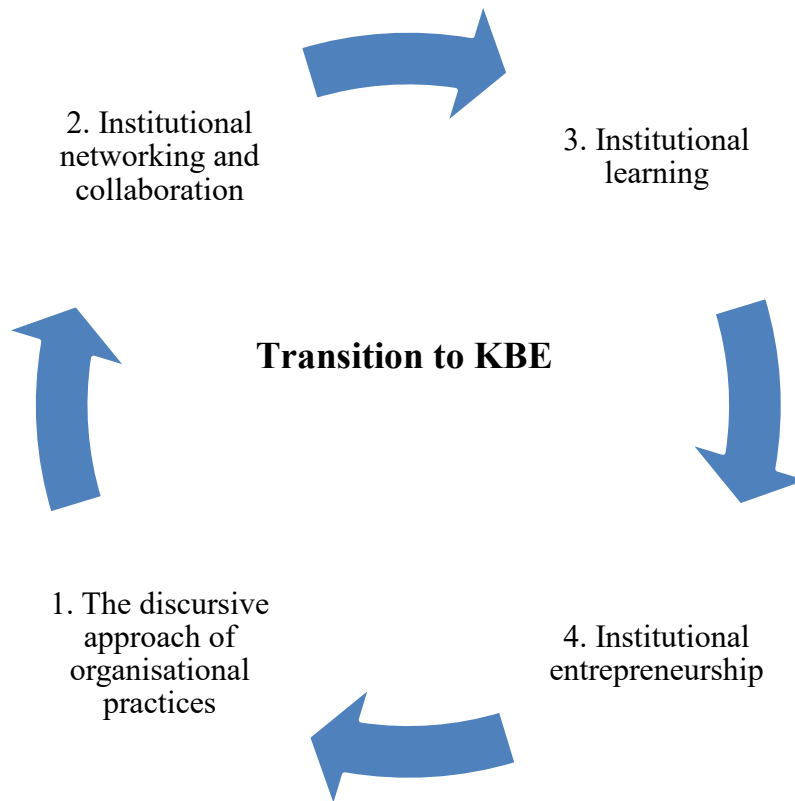 2. Institutional
networking and
collaboration
3. Institutional
learning
Transition to KBE
1. The discursive
approach of
organisational
practices
4. Institutional
entrepreneurship